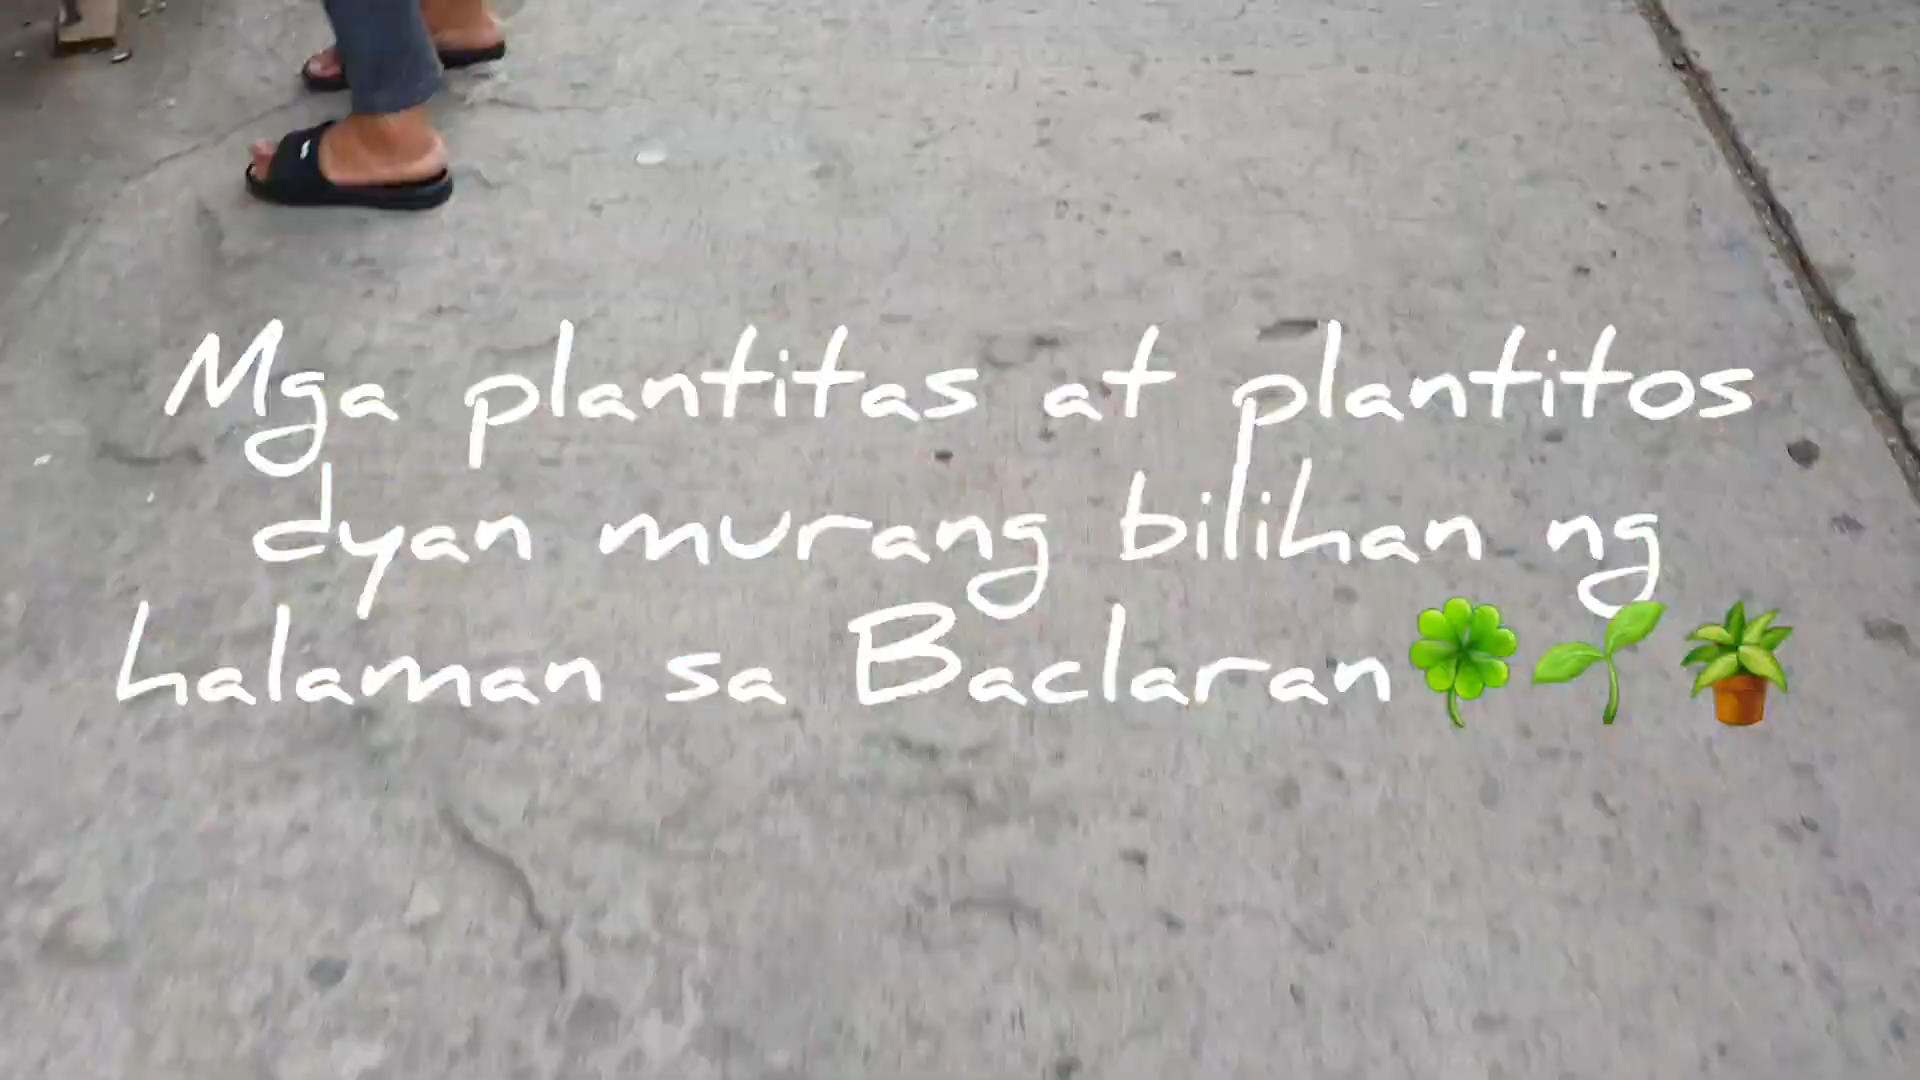 Mga plantitas at plantitos
dyan murang bilihan ng
halaman sa Baclaran🍀🌱🪴